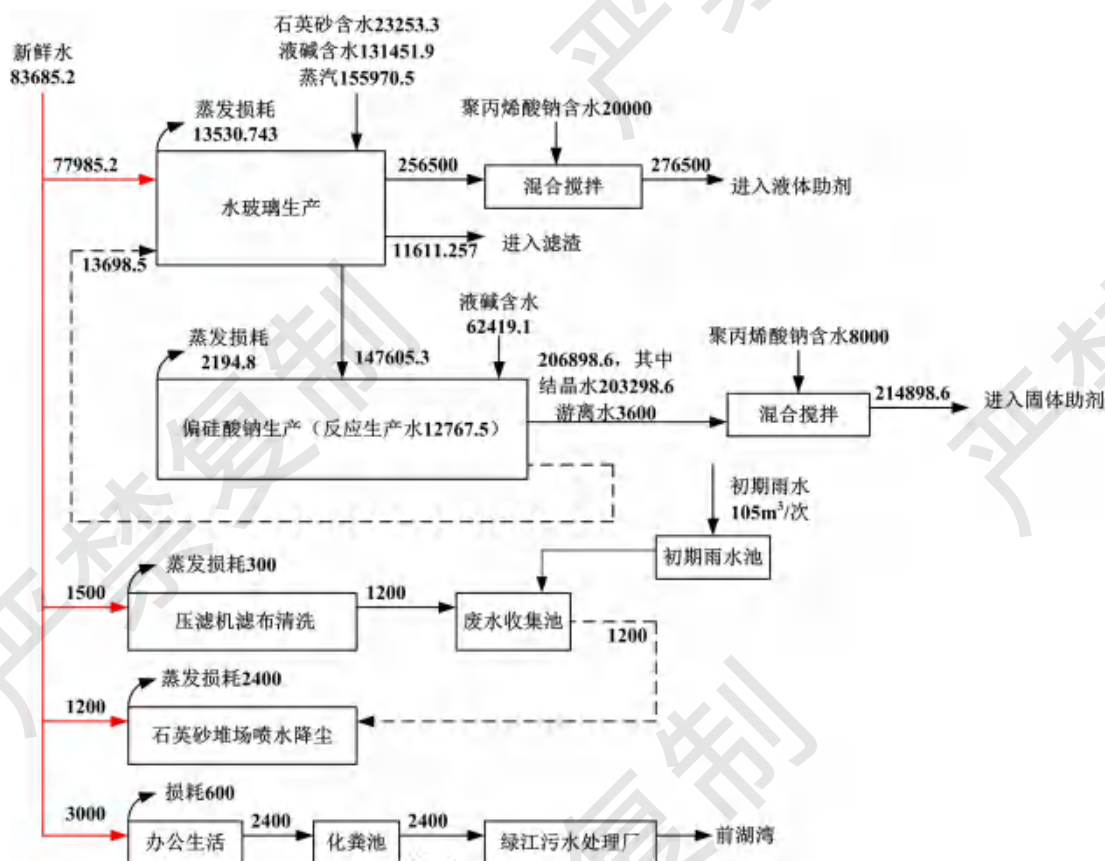 石英砂含水23253.3
液碱含水131451.9
蒸汽155970.5
新鲜水
83685.2
蒸发损耗
13530.743
聚丙烯酸钠含水20000
77985.2
水玻璃生产
256500
混合搅拌
276500
进入液体助剂
13698.5
11611.257
进入滤渣
液碱含水
62419.1
蒸发损耗
2194.8
147605.3
聚丙烯酸钠含水8000
206898.6，其中
结晶水203298.6
游离水3600
偏硅酸钠生产（反应生产水12767.5）
混合搅拌
214898.6
进入固体助剂
初期雨水
105m³/次
初期雨水池
蒸发损耗300
1500
压滤机滤布清洗
1200
废水收集池
1200
蒸发损耗2400
1200
石英砂堆场喷水降尘
损耗600
3000
办公生活
2400
化粪池
2400
绿江污水处理厂
前湖湾
严禁复制
严禁
复制